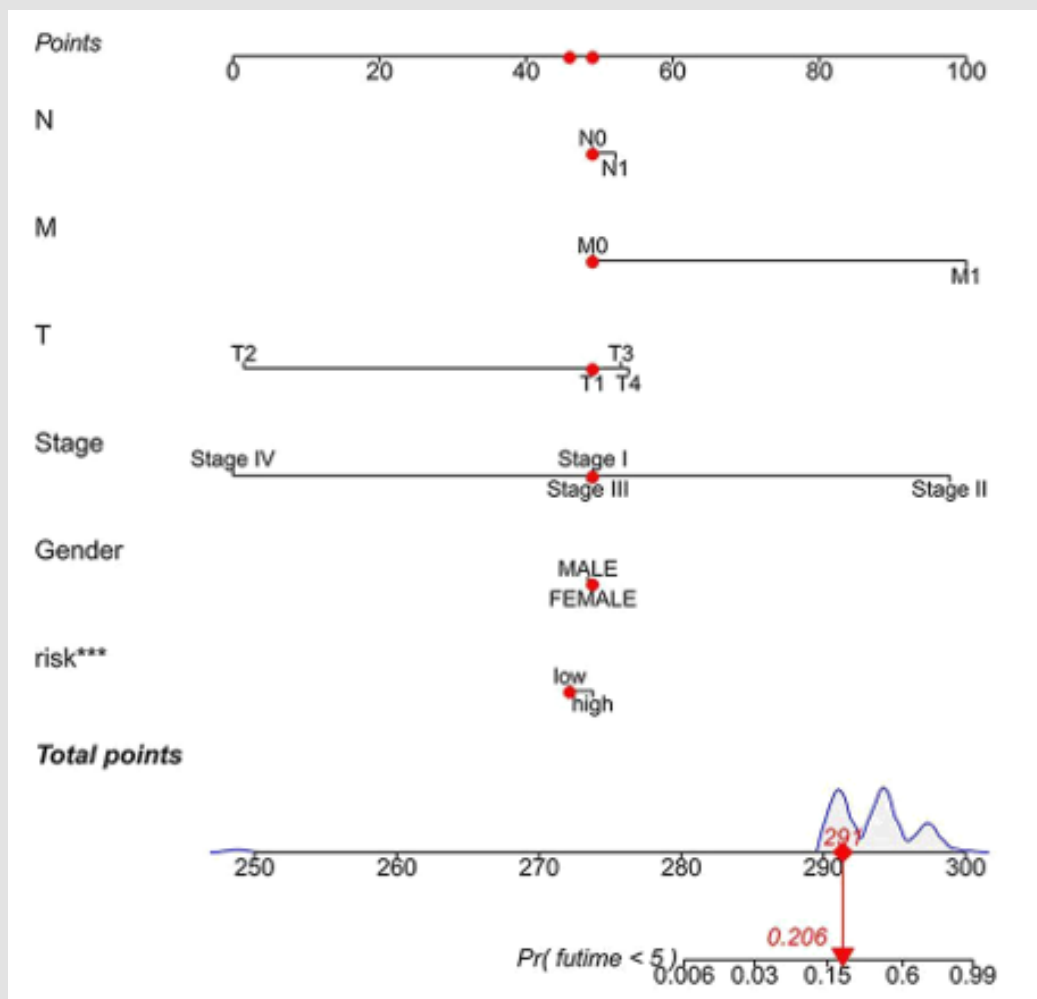 Points
0 20 40 60 80 100
N
N0
N1
M
M0
M1
T
T2 T3
T1 T4
Stage
Stage IV Stage I
Stage III Stage II
Gender
MALE
FEMALE
risk***
low
high
Total points
291
250 260 270 280 290 300
0.206
Pr( futime < 5 )
0.006 0.03 0.15 0.6 0.99